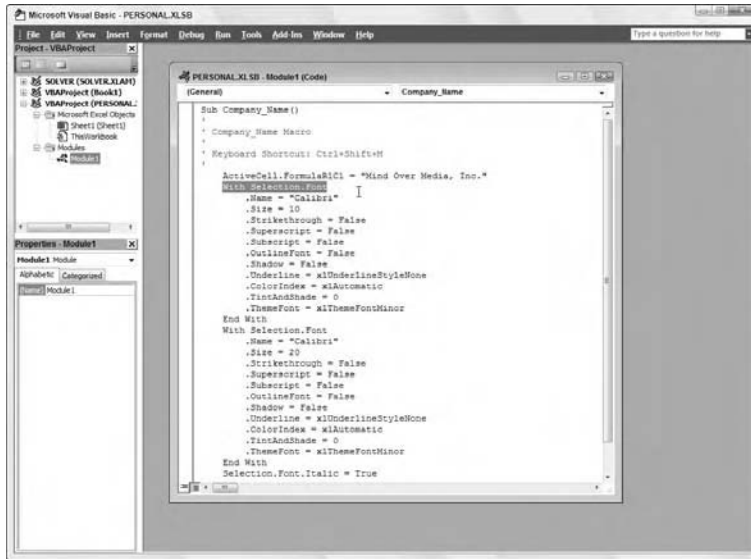 Microsoft Visual Basic - PERSONAL.XLSB
File Edit View Insert Format Debug Run Tools Add-Ins Window Help
Type a question for help
Project - VBAProject
SOLVER (SOLVER.XLAM)
VBAProject (Book1)
VBAProject (PERSONAL.
Microsoft Excel Objects
Sheet1 (Sheet1)
ThisWorkbook
Modules
Module1
Properties - Module1
Module1 Module
Alphabetic Categorized
(Name) Module1
PERSONAL.XLSB - Module1 (Code)
(General) Company_Name
Sub Company_Name()
'
' Company_Name Macro
'
' Keyboard Shortcut: Ctrl+Shift+M
'
ActiveCell.FormulaR1C1 = "Mind Over Media, Inc."
With Selection.Font
.Name = "Calibri"
.Size = 10
.Strikethrough = False
.Superscript = False
.Subscript = False
.OutlineFont = False
.Shadow = False
.Underline = xlUnderlineStyleNone
.ColorIndex = xlAutomatic
.TintAndShade = 0
.ThemeFont = xlThemeFontMinor
End With
With Selection.Font
.Name = "Calibri"
.Size = 20
.Strikethrough = False
.Superscript = False
.Subscript = False
.OutlineFont = False
.Shadow = False
.Underline = xlUnderlineStyleNone
.ColorIndex = xlAutomatic
.TintAndShade = 0
.ThemeFont = xlThemeFontMinor
End With
Selection.Font.Italic = True